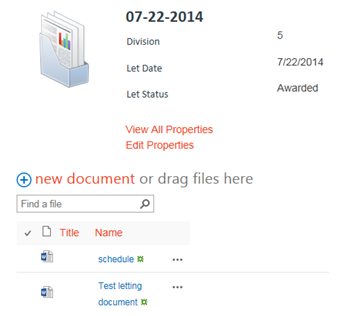 07-22-2014
Division 5
Let Date 7/22/2014
Let Status Awarded
View All Properties
Edit Properties
new document or drag files here
Find a file
Title Name
schedule
Test letting
document